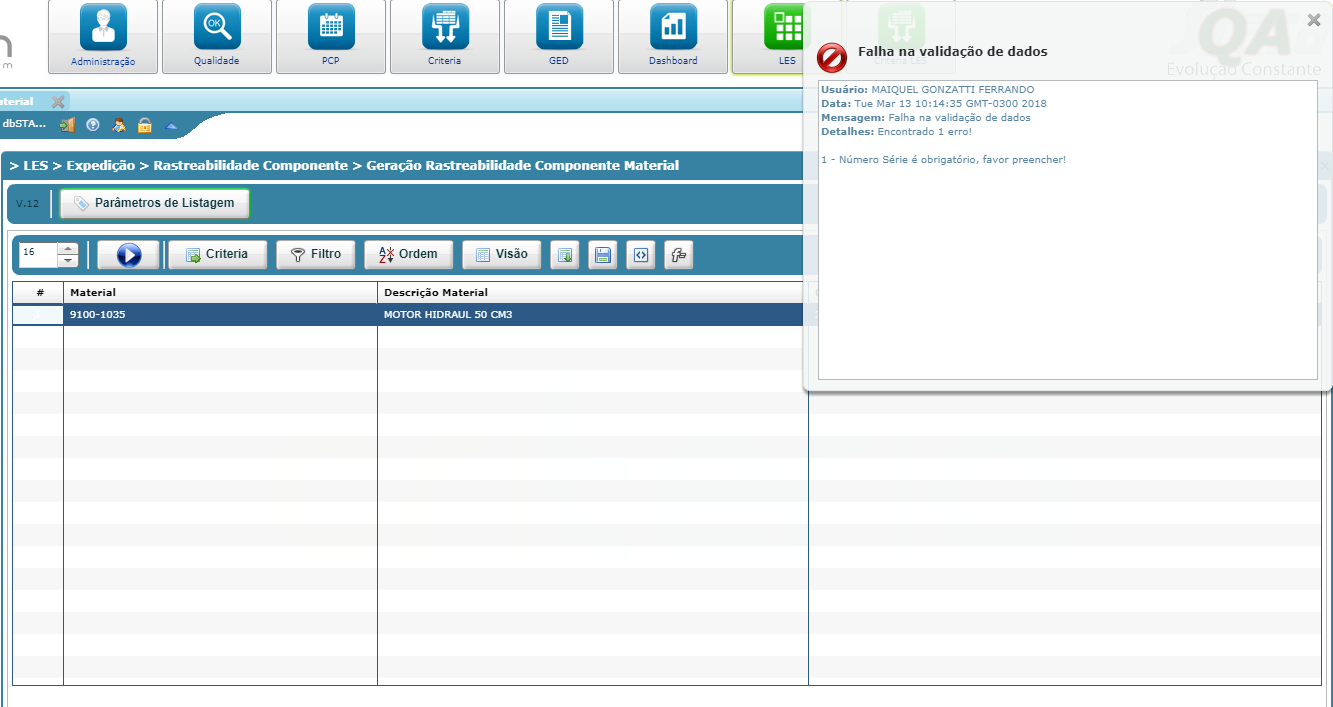 Administração
Qualidade
PCP
Criteria
GED
Dashboard
LES
Criteria LES
QA
Evolução Constante
Falha na validação de dados
Usuário: MAIQUEL GONZATTI FERRANDO
Data: Tue Mar 13 10:14:35 GMT-0300 2018
Mensagem: Falha na validação de dados
Detalhes: Encontrado 1 erro!
1 - Número Série é obrigatório, favor preencher!
aterial
dbSTA...
> LES > Expedição > Rastreabilidade Componente > Geração Rastreabilidade Componente Material
V.12
Parâmetros de Listagem
16
Criteria
Filtro
Ordem
Visão
# Material Descrição Material
9100-1035 MOTOR HIDRAUL 50 CM3